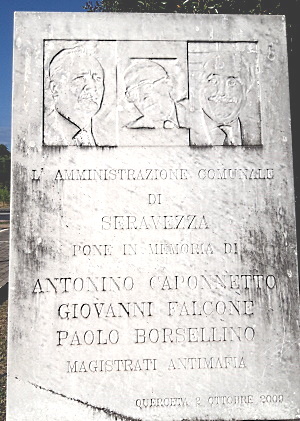 L' AMMINISTRAZIONE COMUNALE
DI
SERAVEZZA
PONE IN MEMORIA DI
ANTONINO CAPONNETTO
GIOVANNI FALCONE
PAOLO BORSELLINO
MAGISTRATI ANTIMAFIA
QUERCETA 2 OTTOBRE 2009